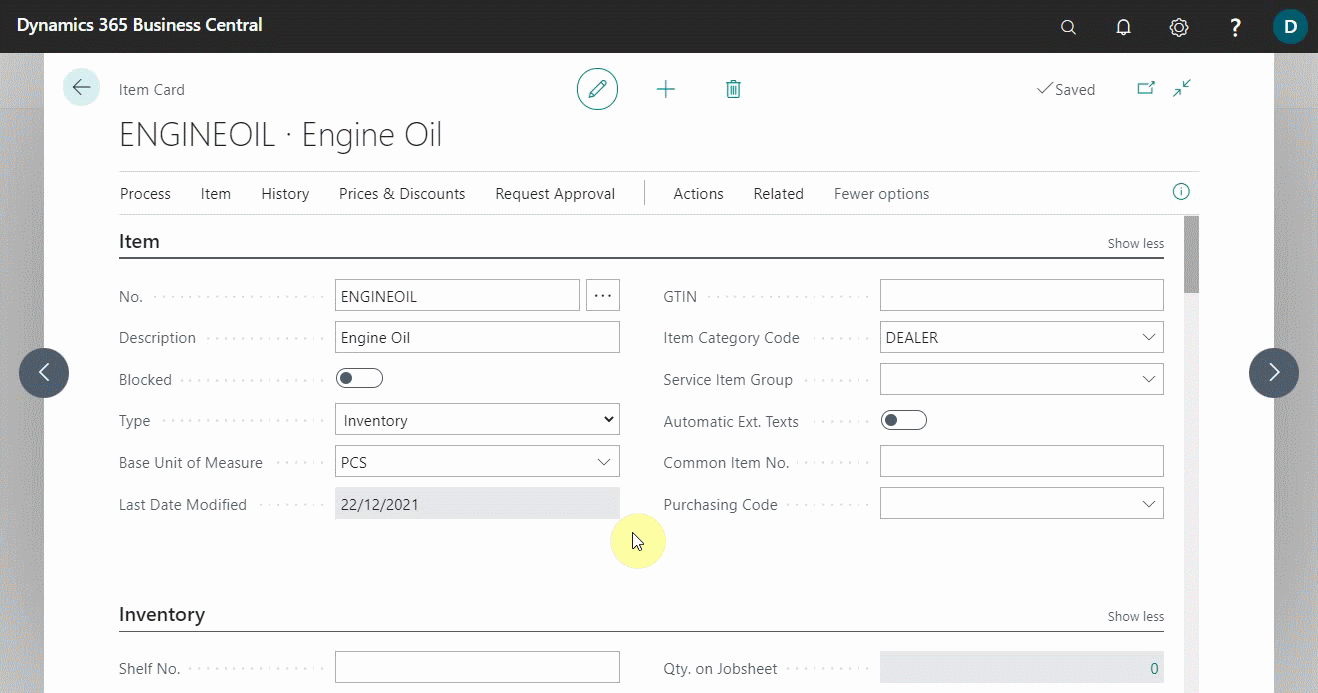 Dynamics 365 Business Central
?
D
Item Card
Saved
ENGINEOIL · Engine Oil
Process Item History Prices & Discounts Request Approval Actions Related Fewer options
Item
Show less
No. ENGINEOIL ...
GTIN
Description Engine Oil
Item Category Code DEALER
Blocked
Service Item Group
Type Inventory
Automatic Ext. Texts
Base Unit of Measure PCS
Common Item No.
Last Date Modified 22/12/2021
Purchasing Code
Inventory
Show less
Shelf No.
Qty. on Jobsheet 0